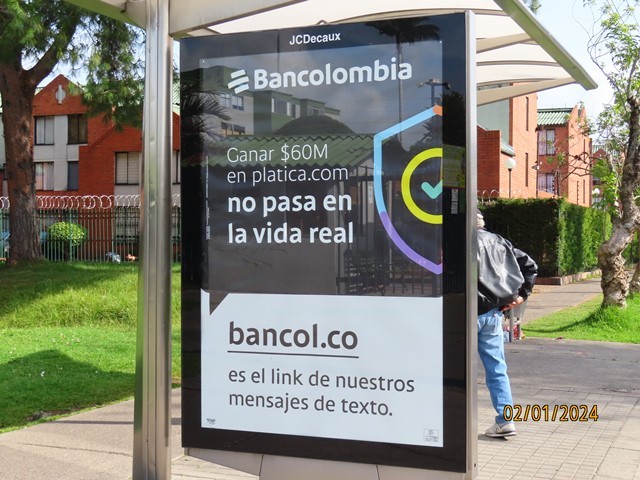 JCDecaux
Bancolombia
Ganar $60M
en platica.com
no pasa en
la vida real
bancol.co
es el link de nuestros
mensajes de texto.
02/01/2024